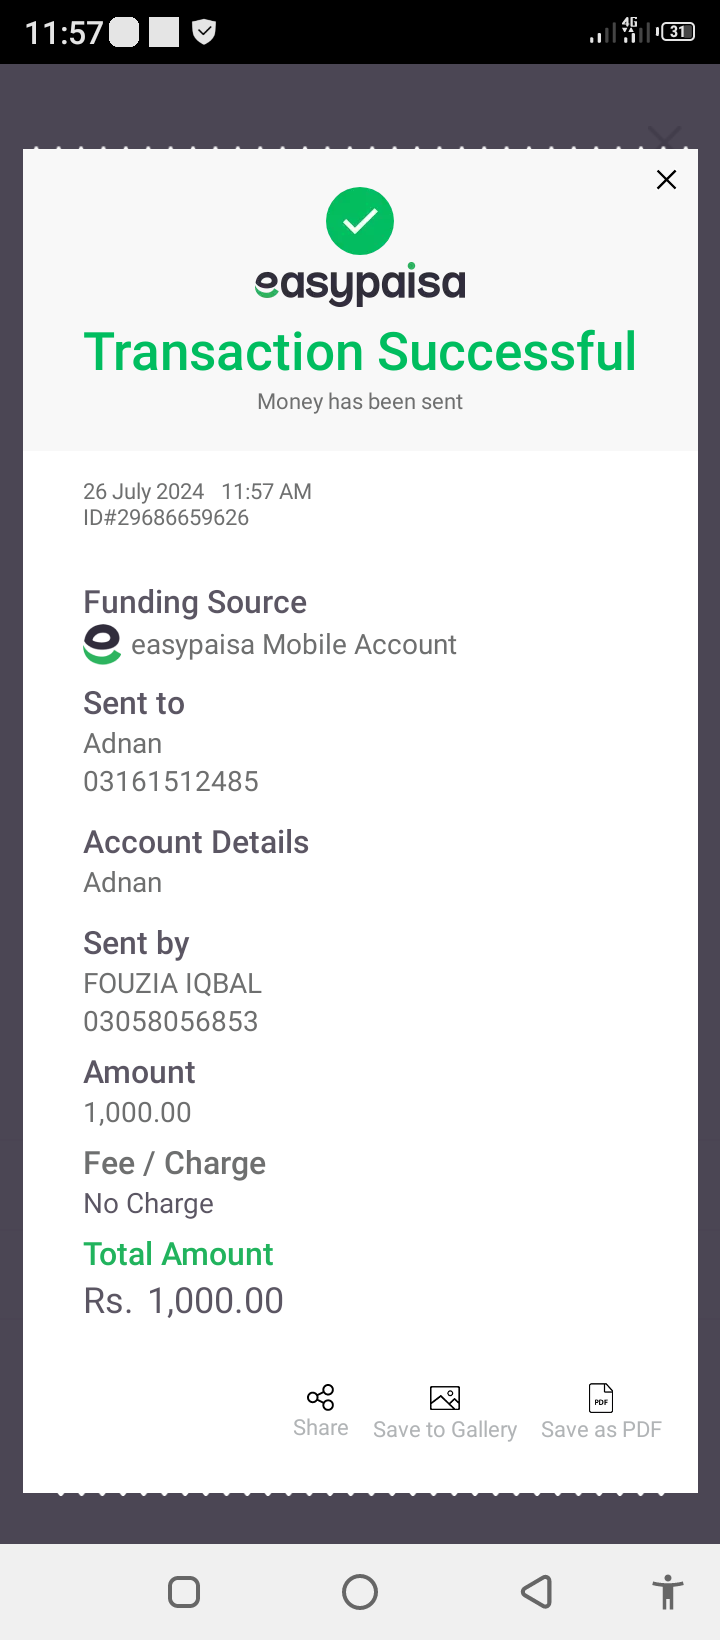 11:57
4G
31
easypaisa
Transaction Successful
Money has been sent
26 July 2024 11:57 AM
ID#29686659626
Funding Source
easypaisa Mobile Account
Sent to
Adnan
03161512485
Account Details
Adnan
Sent by
FOUZIA IQBAL
03058056853
Amount
1,000.00
Fee / Charge
No Charge
Total Amount
Rs. 1,000.00
PDF
Share Save to Gallery Save as PDF